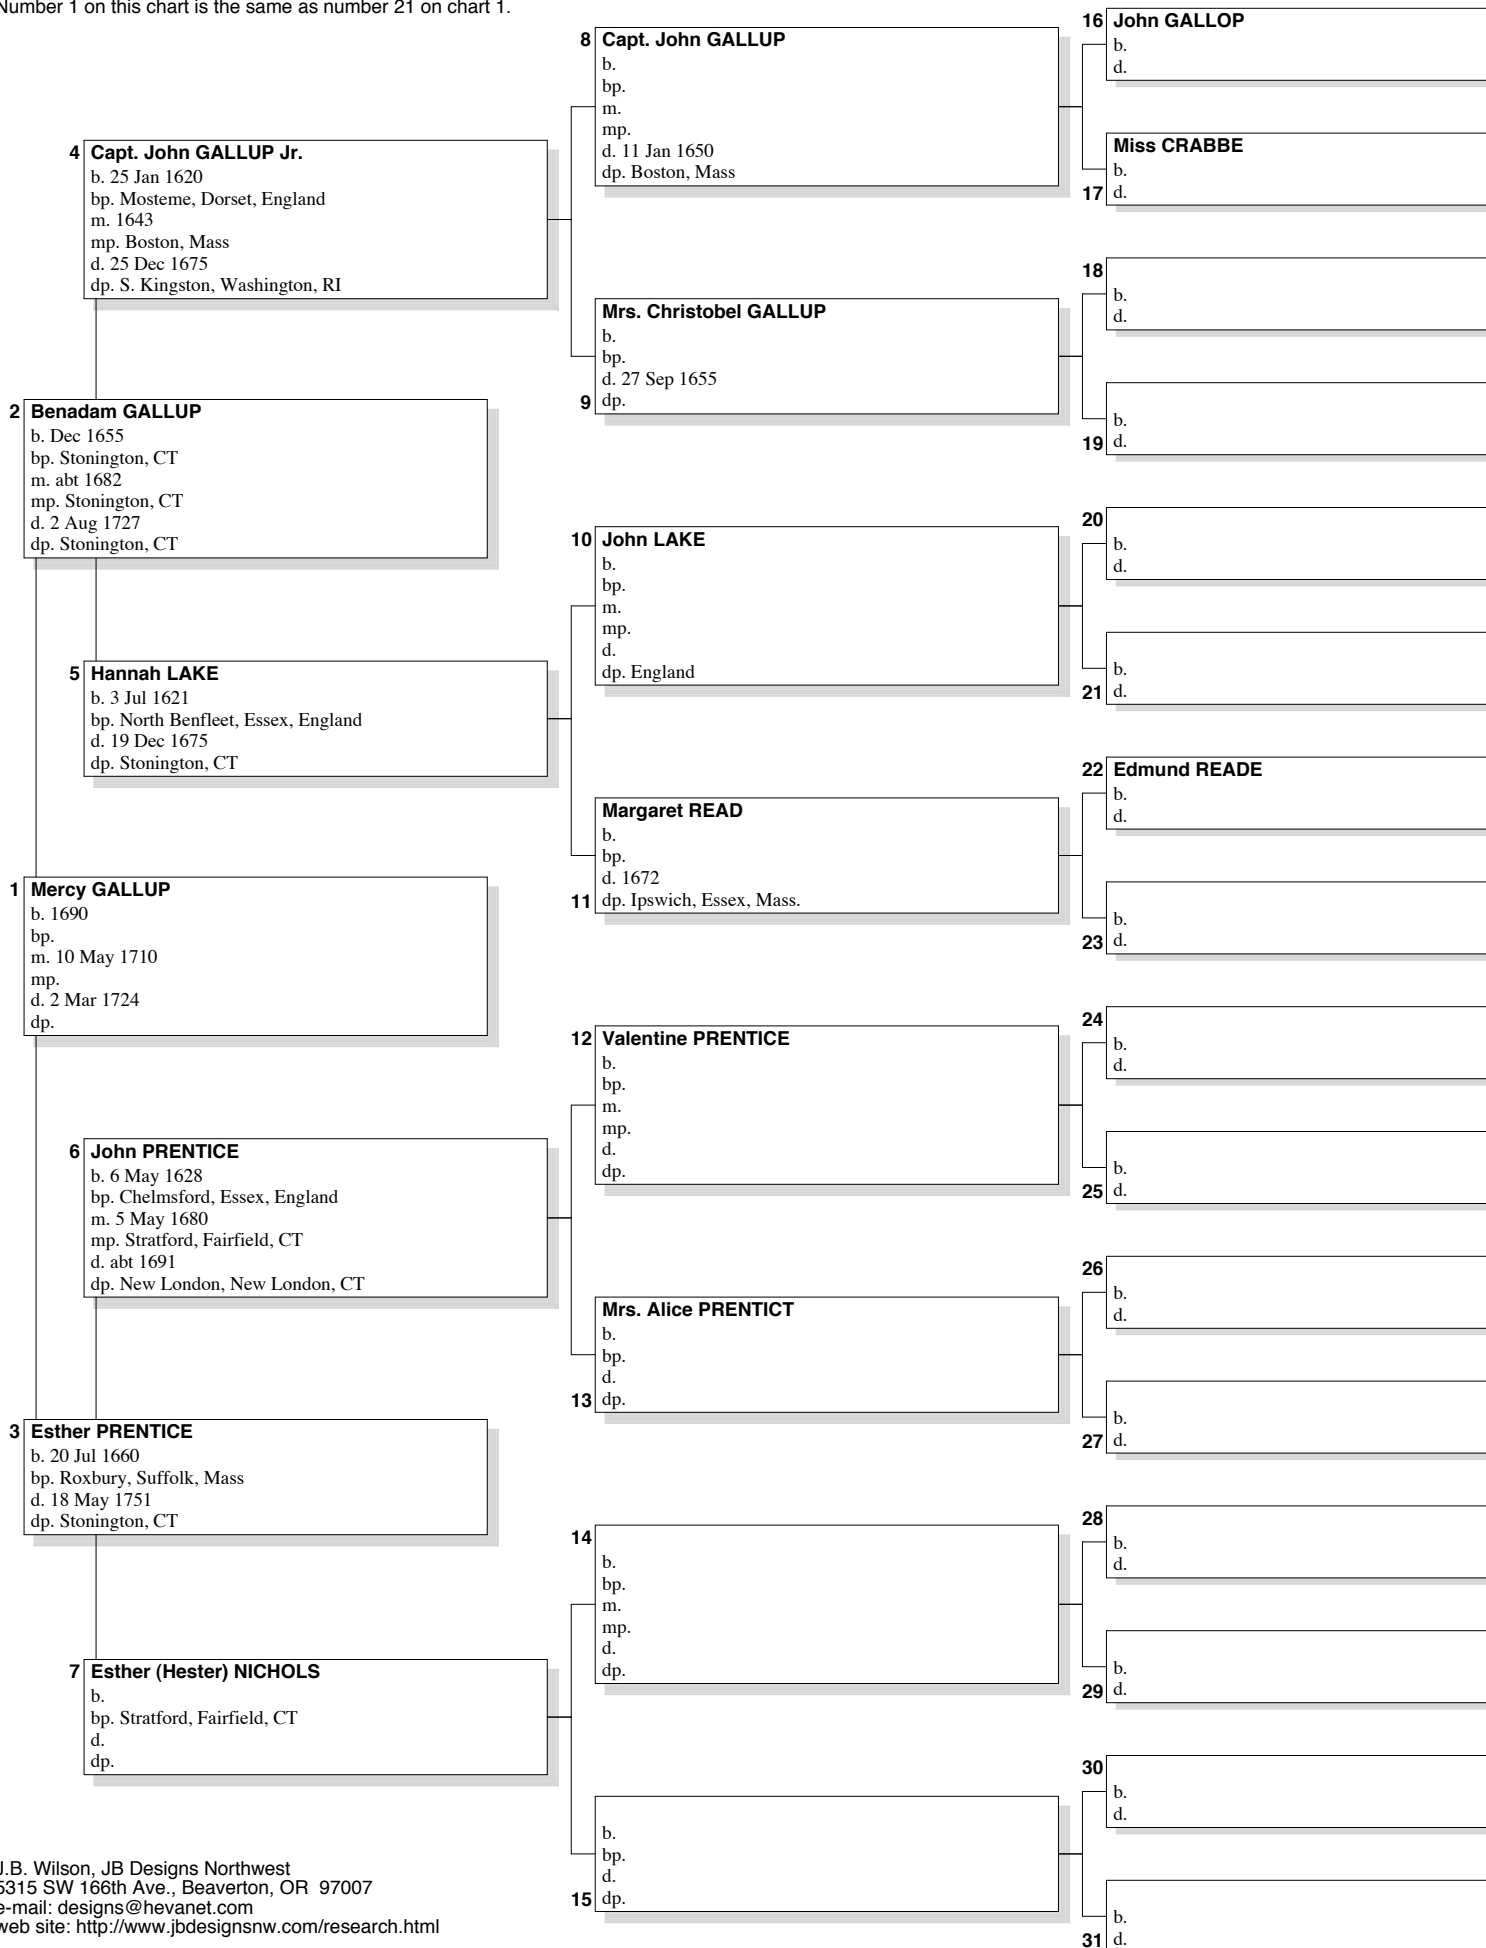 Number 1 on this chart is the same as number 21 on chart 1.
16 John GALLOP
b.
d.
8 Capt. John GALLUP
b.
bp.
m.
mp.
d. 11 Jan 1650
dp. Boston, Mass
Miss CRABBE
b.
17 d.
4 Capt. John GALLUP Jr.
b. 25 Jan 1620
bp. Mosteme, Dorset, England
m. 1643
mp. Boston, Mass
d. 25 Dec 1675
dp. S. Kingston, Washington, RI
18
b.
d.
Mrs. Christobel GALLUP
b.
bp.
d. 27 Sep 1655
9 dp.
b.
19 d.
2 Benadam GALLUP
b. Dec 1655
bp. Stonington, CT
m. abt 1682
mp. Stonington, CT
d. 2 Aug 1727
dp. Stonington, CT
20
b.
d.
10 John LAKE
b.
bp.
m.
mp.
d.
dp. England
b.
21 d.
5 Hannah LAKE
b. 3 Jul 1621
bp. North Benfleet, Essex, England
d. 19 Dec 1675
dp. Stonington, CT
22 Edmund READE
b.
d.
Margaret READ
b.
bp.
d. 1672
11 dp. Ipswich, Essex, Mass.
b.
23 d.
1 Mercy GALLUP
b. 1690
bp.
m. 10 May 1710
mp.
d. 2 Mar 1724
dp.
24
b.
d.
12 Valentine PRENTICE
b.
bp.
m.
mp.
d.
dp.
b.
25 d.
6 John PRENTICE
b. 6 May 1628
bp. Chelmsford, Essex, England
m. 5 May 1680
mp. Stratford, Fairfield, CT
d. abt 1691
dp. New London, New London, CT
26
b.
d.
Mrs. Alice PRENTICT
b.
bp.
d.
13 dp.
b.
27 d.
3 Esther PRENTICE
b. 20 Jul 1660
bp. Roxbury, Suffolk, Mass
d. 18 May 1751
dp. Stonington, CT
28
b.
d.
14
b.
bp.
m.
mp.
d.
dp.
b.
29 d.
7 Esther (Hester) NICHOLS
b.
bp. Stratford, Fairfield, CT
d.
dp.
30
b.
d.
b.
bp.
d.
15 dp.
b.
31 d.
J.B. Wilson, JB Designs Northwest
5315 SW 166th Ave., Beaverton, OR 97007
e-mail: designs@hevanet.com
web site: http://www.jbdesignsnw.com/research.html